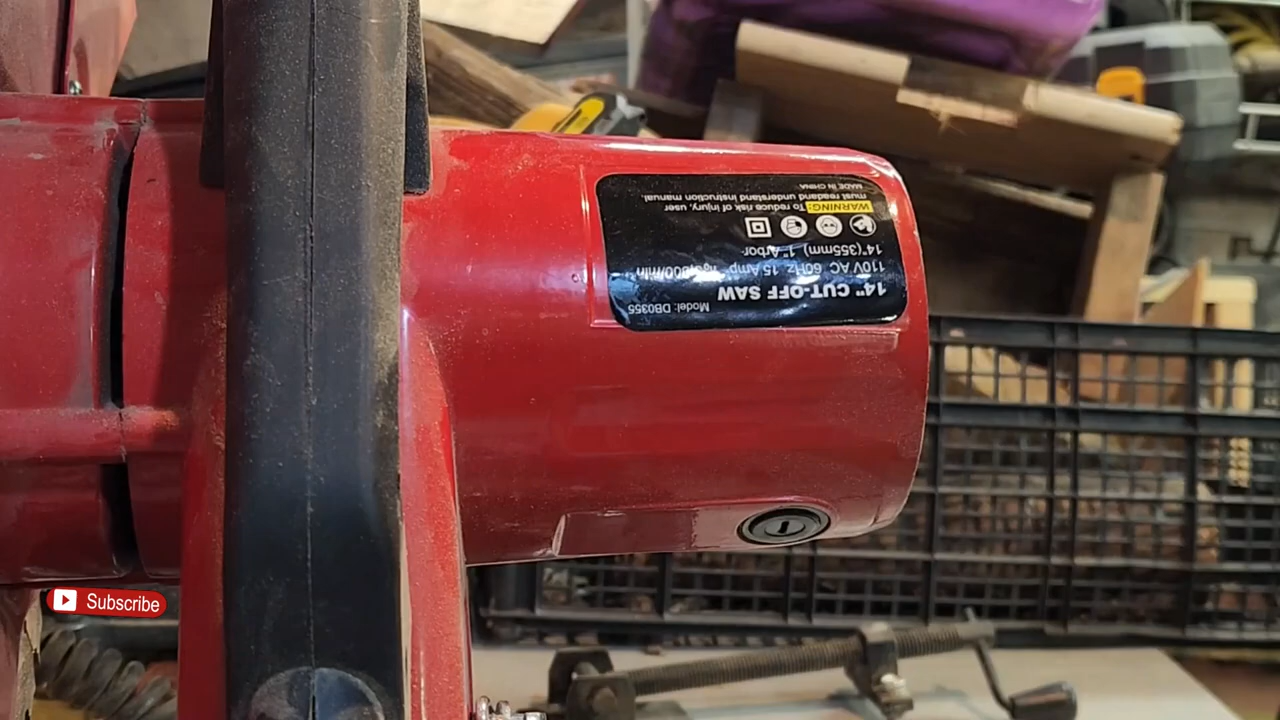 Model: DB0355
14" CUT-OFF SAW
110V AC 60Hz 15 Amp
14"(355mm) 1" Arbor
WARNING: To reduce risk of injury, user
must readand understand instruction manual.
MADE IN CHINA
Subscribe